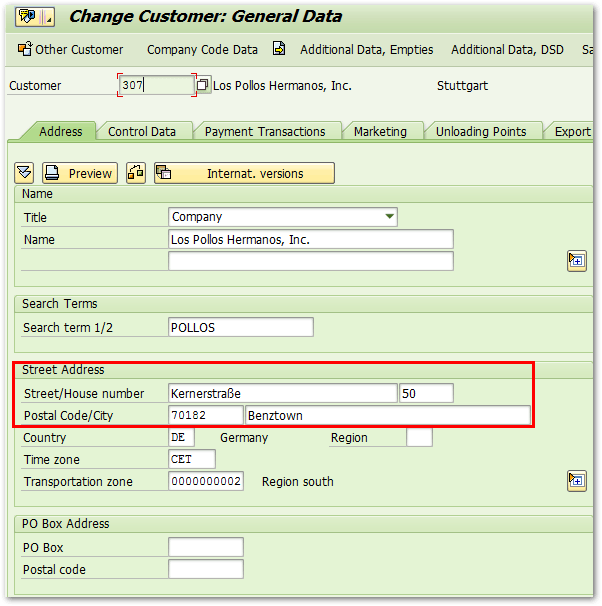 Change Customer: General Data
Other Customer Company Code Data Additional Data, Empties Additional Data, DSD Sa
Customer 307 Los Pollos Hermanos, Inc. Stuttgart
Address Control Data Payment Transactions Marketing Unloading Points Export
Preview Internat. versions
Name
Title Company
Name Los Pollos Hermanos, Inc.
Search Terms
Search term 1/2 POLLOS
Street Address
Street/House number Kernerstraße 50
Postal Code/City 70182 Benztown
Country DE Germany Region
Time zone CET
Transportation zone 0000000002 Region south
PO Box Address
PO Box
Postal code